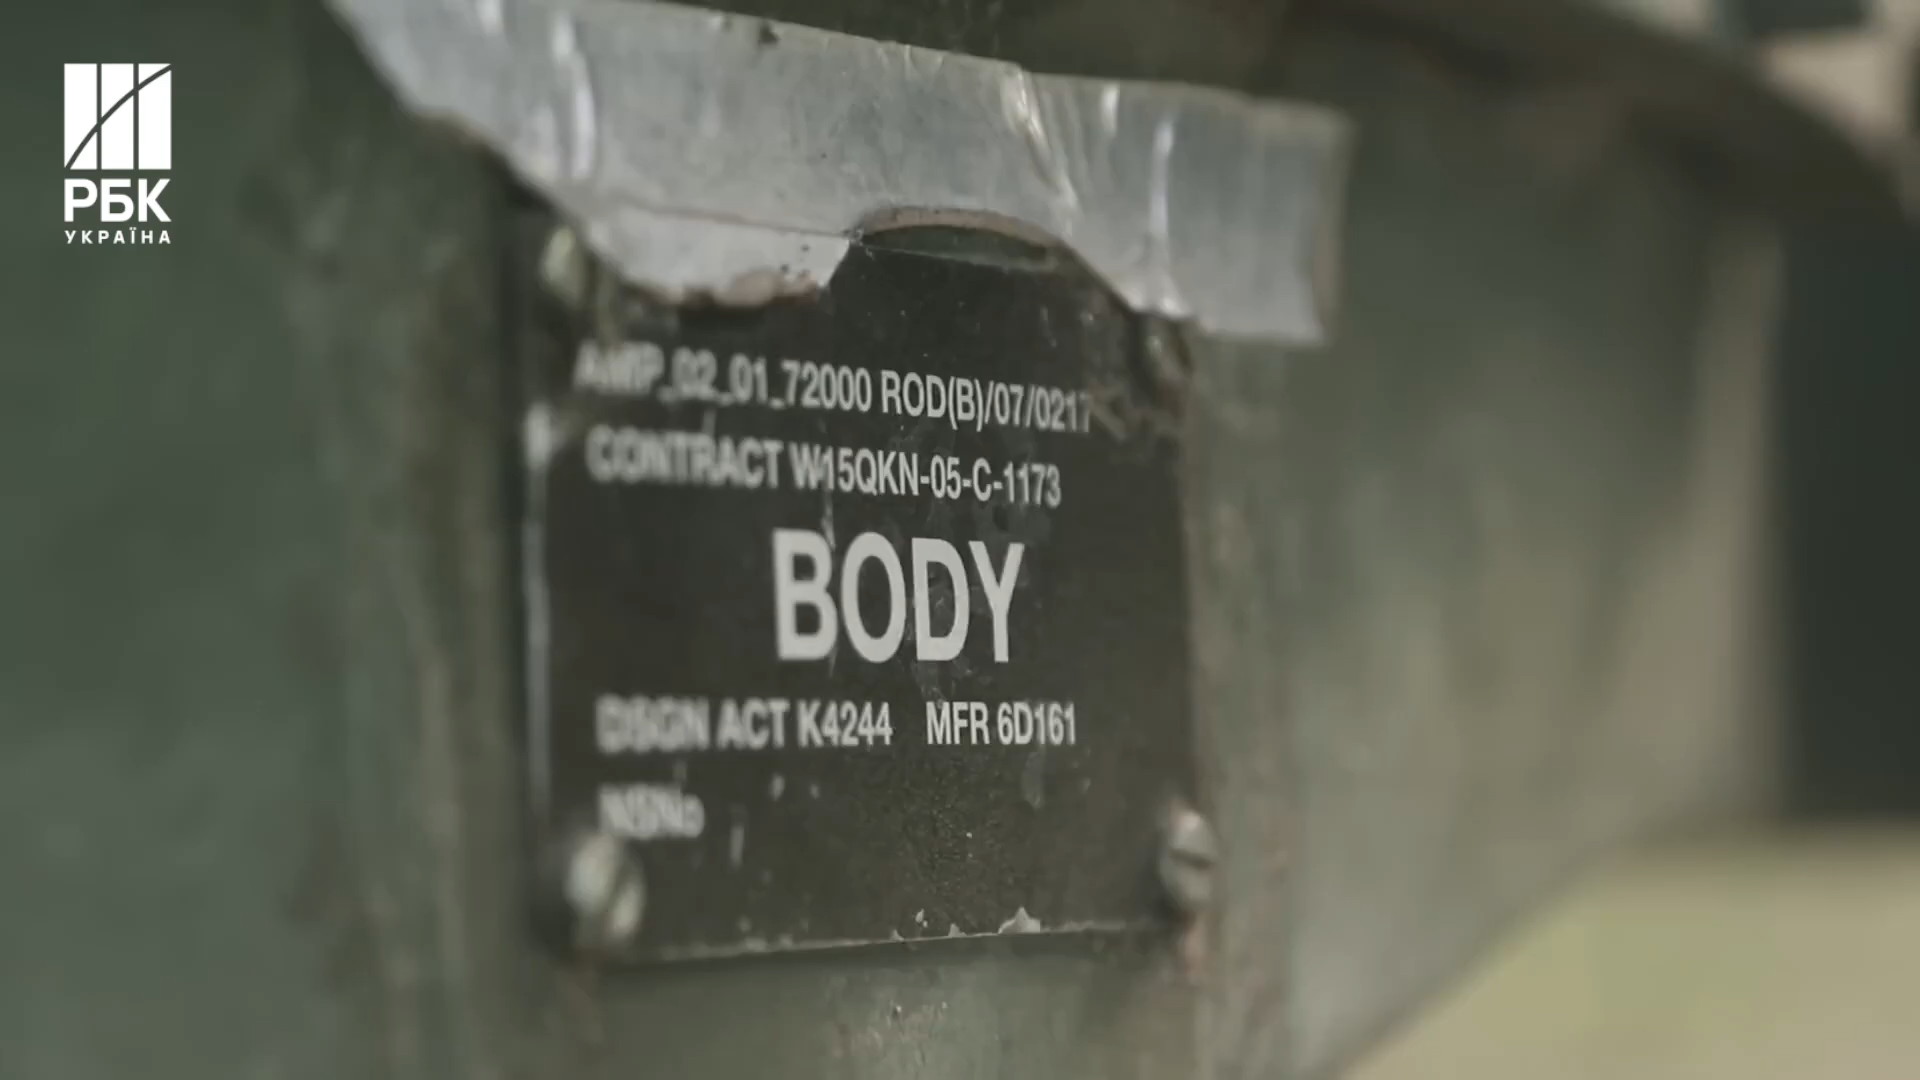 РБК
УКРАЇНА
AMP_02_01_72000 ROD(B)/07/0217
CONTRACT W15QKN-05-C-1173
BODY
DSGN ACT K4244 MFR 6D161